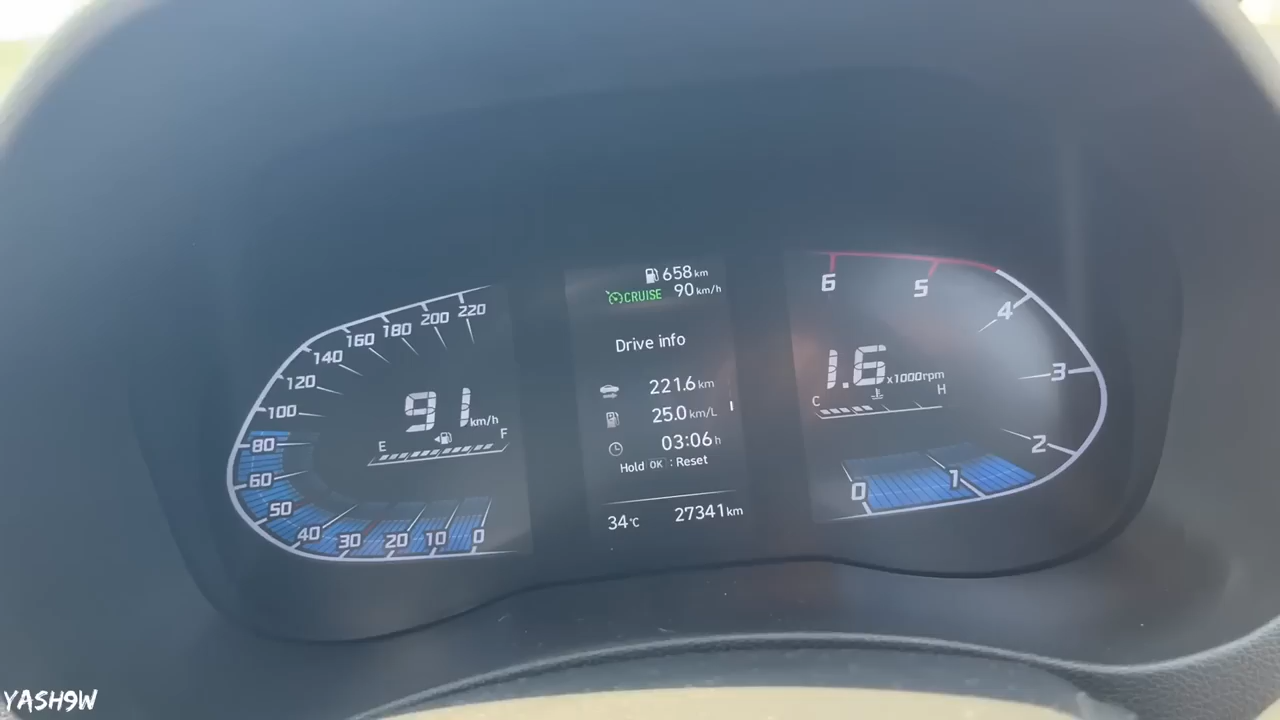 658 km
CRUISE 90 km/h
Drive info
221.6 km
25.0 km/L
03:06 h
Hold OK : Reset
34°C 27341 km
220
200
180
160
140
120
100
80
60
50
40
30
20
10
0
91 km/h
E F
6
5
4
3
2
1
0
1.6 x1000rpm
C H
YASH9W